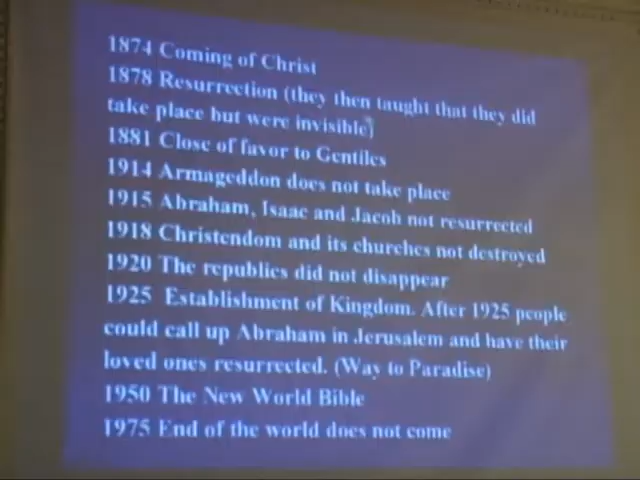 1874 Coming of Christ
1878 Resurrection (they then taught that they did
take place but were invisible)
1881 Close of favor to Gentiles
1914 Armageddon does not take place
1915 Abraham, Isaac and Jacob not resurrected
1918 Christendom and its churches not destroyed
1920 The republics did not disappear
1925 Establishment of Kingdom. After 1925 people
could call up Abraham in Jerusalem and have their
loved ones resurrected. (Way to Paradise)
1950 The New World Bible
1975 End of the world does not come